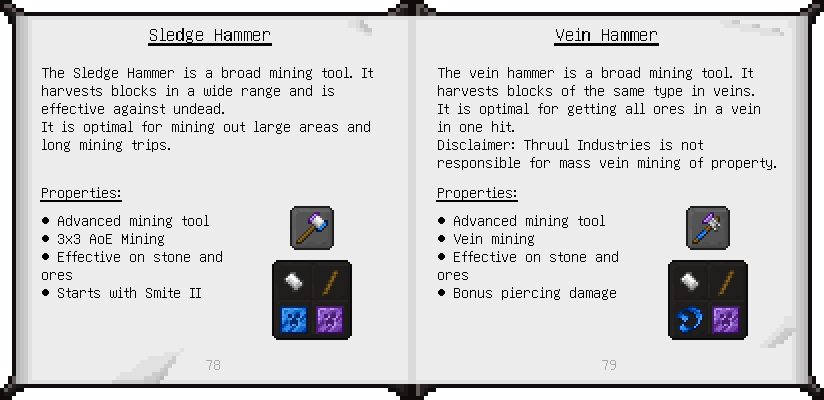 Sledge Hammer
The Sledge Hammer is a broad mining tool. It
harvests blocks in a wide range and is
effective against undead.
It is optimal for mining out large areas and
long mining trips.
Properties:
• Advanced mining tool
• 3x3 AoE Mining
• Effective on stone and
ores
• Starts with Smite II
78
Vein Hammer
The vein hammer is a broad mining tool. It
harvests blocks of the same type in veins.
It is optimal for getting all ores in a vein
in one hit.
Disclaimer: Thruul Industries is not
responsible for mass vein mining of property.
Properties:
• Advanced mining tool
• Vein mining
• Effective on stone and
ores
• Bonus piercing damage
79